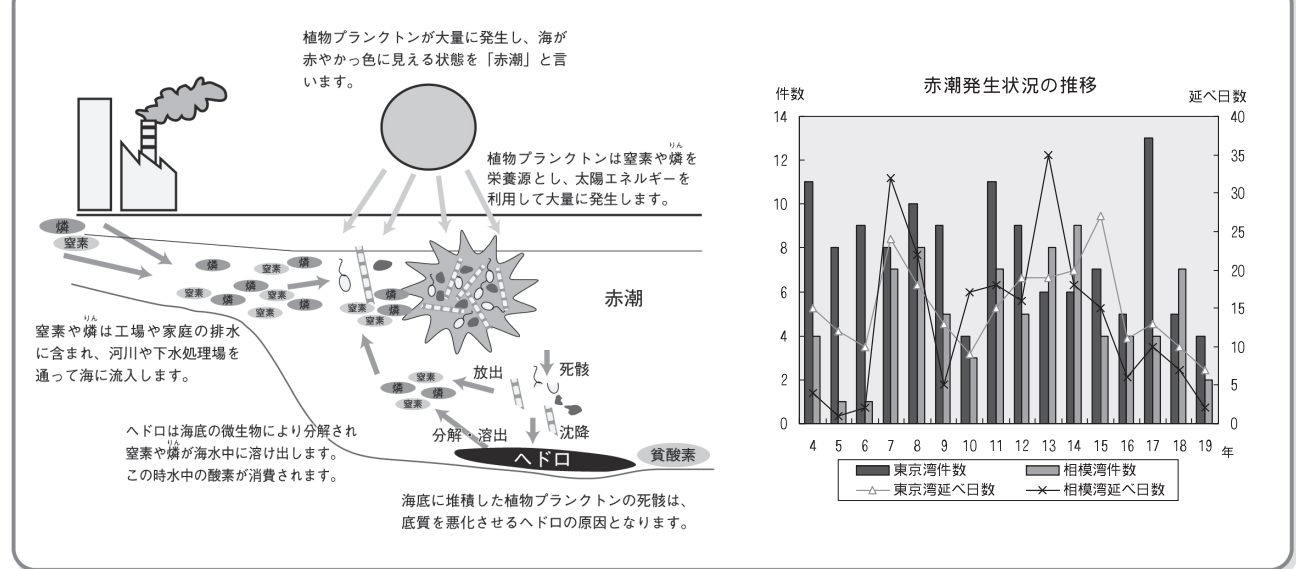 植物プランクトンが大量に発生し、海が
赤やかっ色に見える状態を「赤潮」と言
います。
植物プランクトンは窒素や燐を
りん
栄養源とし、太陽エネルギーを
利用して大量に発生します。
燐
窒素
燐
窒素
燐
窒素
燐
燐
窒素
窒素
燐
窒素
燐
窒素
燐
窒素
赤潮
窒素や燐は工場や家庭の排水
りん
に含まれ、河川や下水処理場を
通って海に流入します。
放出
死骸
窒素
燐
燐
窒素
分解・溶出
沈降
ヘドロ
貧酸素
ヘドロは海底の微生物により分解され
窒素や燐が海水中に溶け出します。
りん
この時水中の酸素が消費されます。
海底に堆積した植物プランクトンの死骸は、
底質を悪化させるヘドロの原因となります。
赤潮発生状況の推移
件数
延べ日数
14
12
10
8
6
4
2
0
40
35
30
25
20
15
10
5
0
4 5 6 7 8 9 10 11 12 13 14 15 16 17 18 19 年
東京湾件数 相模湾件数
東京湾延べ日数 相模湾延べ日数